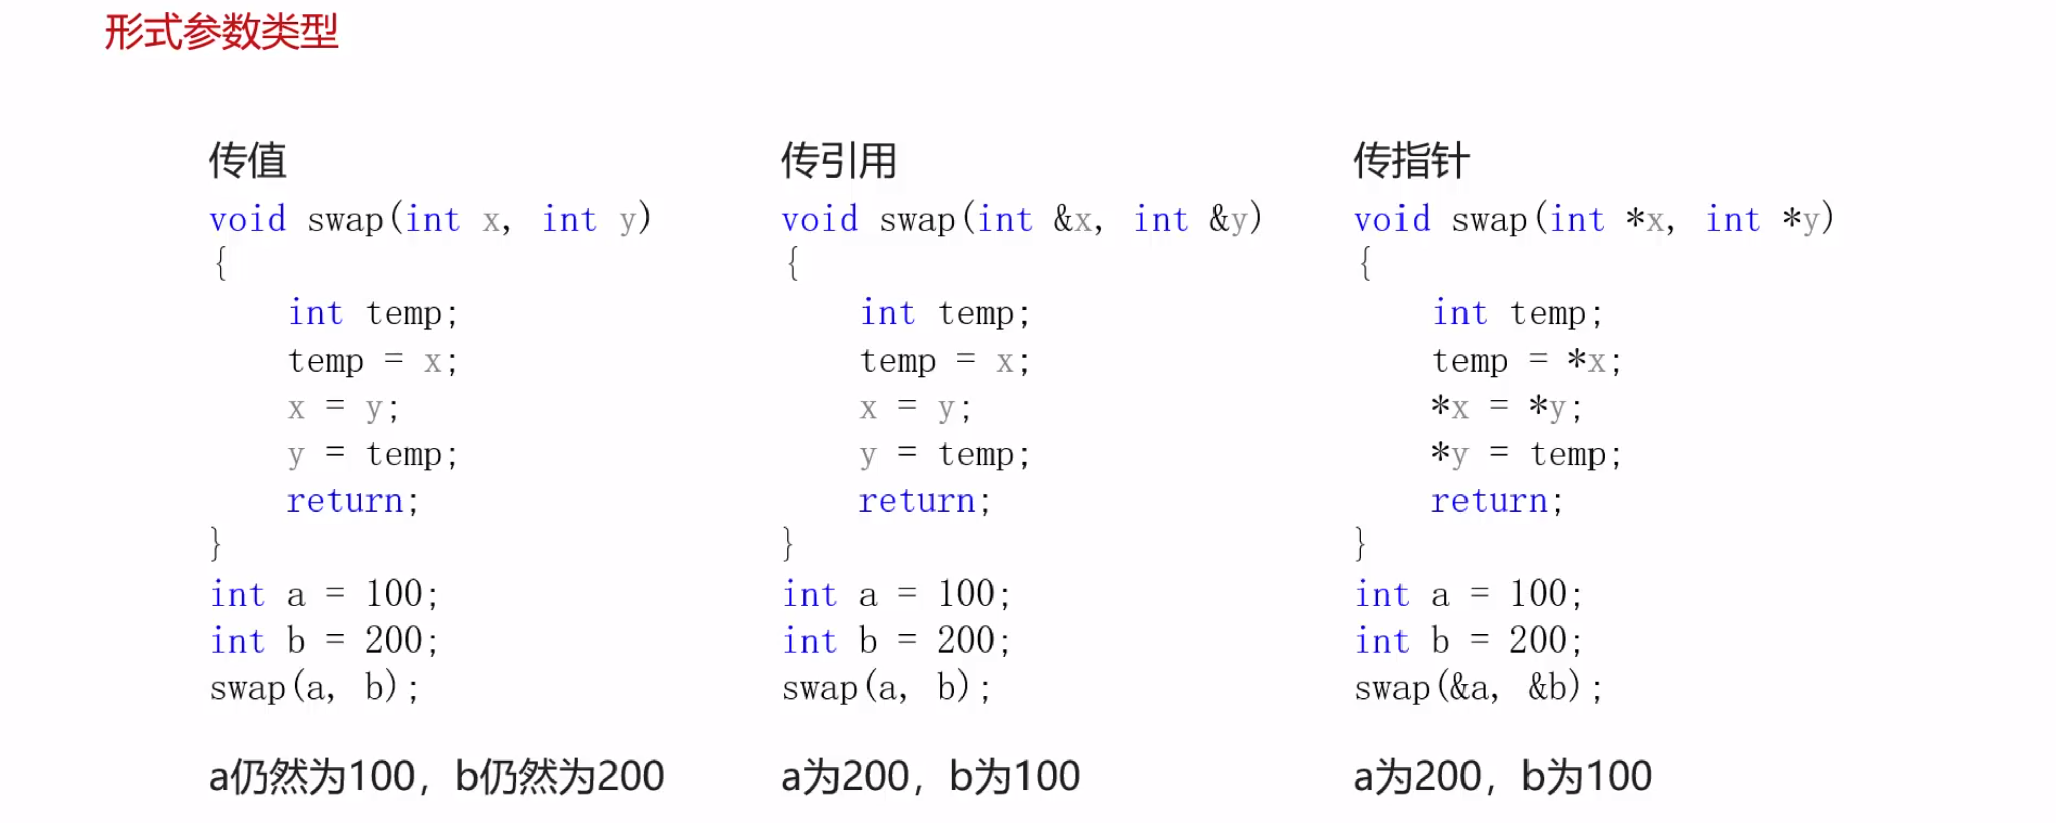 形式参数类型
传值
void swap(int x, int y)
{
    int temp;
    temp = x;
    x = y;
    y = temp;
    return;
}
int a = 100;
int b = 200;
swap(a, b);
a仍然为100，b仍然为200
传引用
void swap(int &x, int &y)
{
    int temp;
    temp = x;
    x = y;
    y = temp;
    return;
}
int a = 100;
int b = 200;
swap(a, b);
a为200，b为100
传指针
void swap(int *x, int *y)
{
    int temp;
    temp = *x;
    *x = *y;
    *y = temp;
    return;
}
int a = 100;
int b = 200;
swap(&a, &b);
a为200，b为100